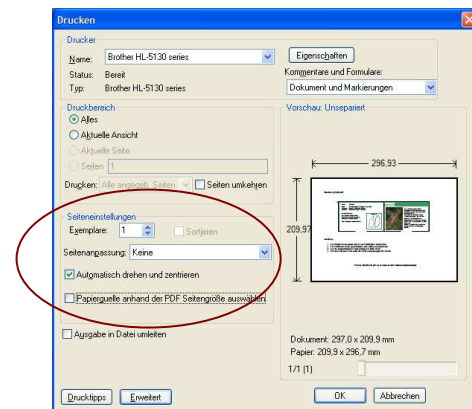 Drucken
Drucker
Name: Brother HL-5130 series
Eigenschaften
Status: Bereit
Kommentare und Formulare:
Typ: Brother HL-5130 series
Dokument und Markierungen
Druckbereich
Alles
Aktuelle Ansicht
Aktuelle Seite
Seiten 1
Drucken: Alle angegeb. Seiten
Seiten umkehren
Seiteneinstellungen
Exemplare: 1
Sortieren
Seitenanpassung: Keine
Automatisch drehen und zentrieren
Papierquelle anhand der PDF Seitengröße auswählen
Ausgabe in Datei umleiten
Drucktipps
Erweitert
Vorschau: Unsepariert
296,93
209,97
Dokument: 297,0 x 209,9 mm
Papier: 209,9 x 296,7 mm
1/1 (1)
OK
Abbrechen